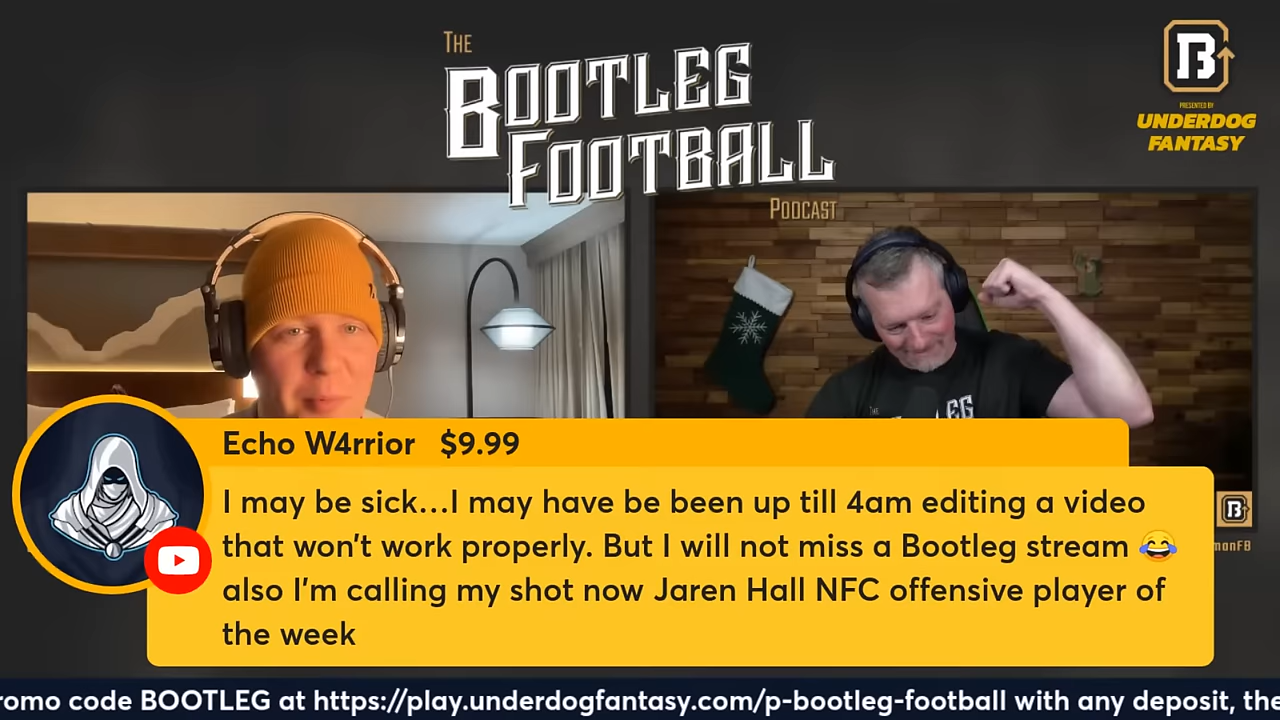 THE
BOOTLEG
FOOTBALL
PODCAST
B
PRESENTED BY
UNDERDOG
FANTASY
THE
LEG
Echo W4rrior $9.99
I may be sick...I may have be been up till 4am editing a video
that won't work properly. But I will not miss a Bootleg stream 😂
also I'm calling my shot now Jaren Hall NFC offensive player of
the week
B
manFB
romo code BOOTLEG at https://play.underdogfantasy.com/p-bootleg-football with any deposit, the